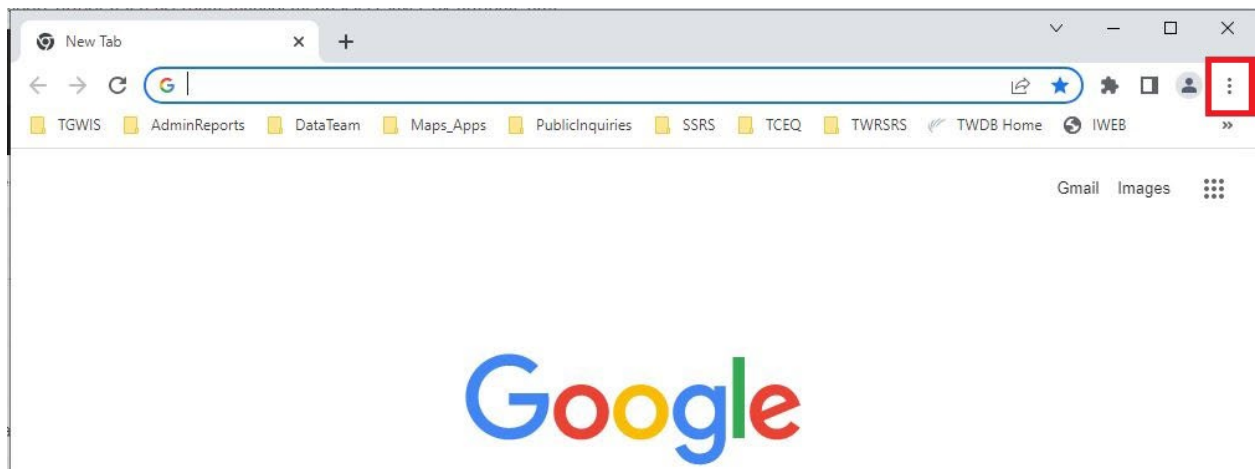 New Tab
G
TGWIS AdminReports DataTeam Maps_Apps PublicInquiries SSRS TCEQ TWRSRS TWDB Home IWEB »
Gmail Images
Google